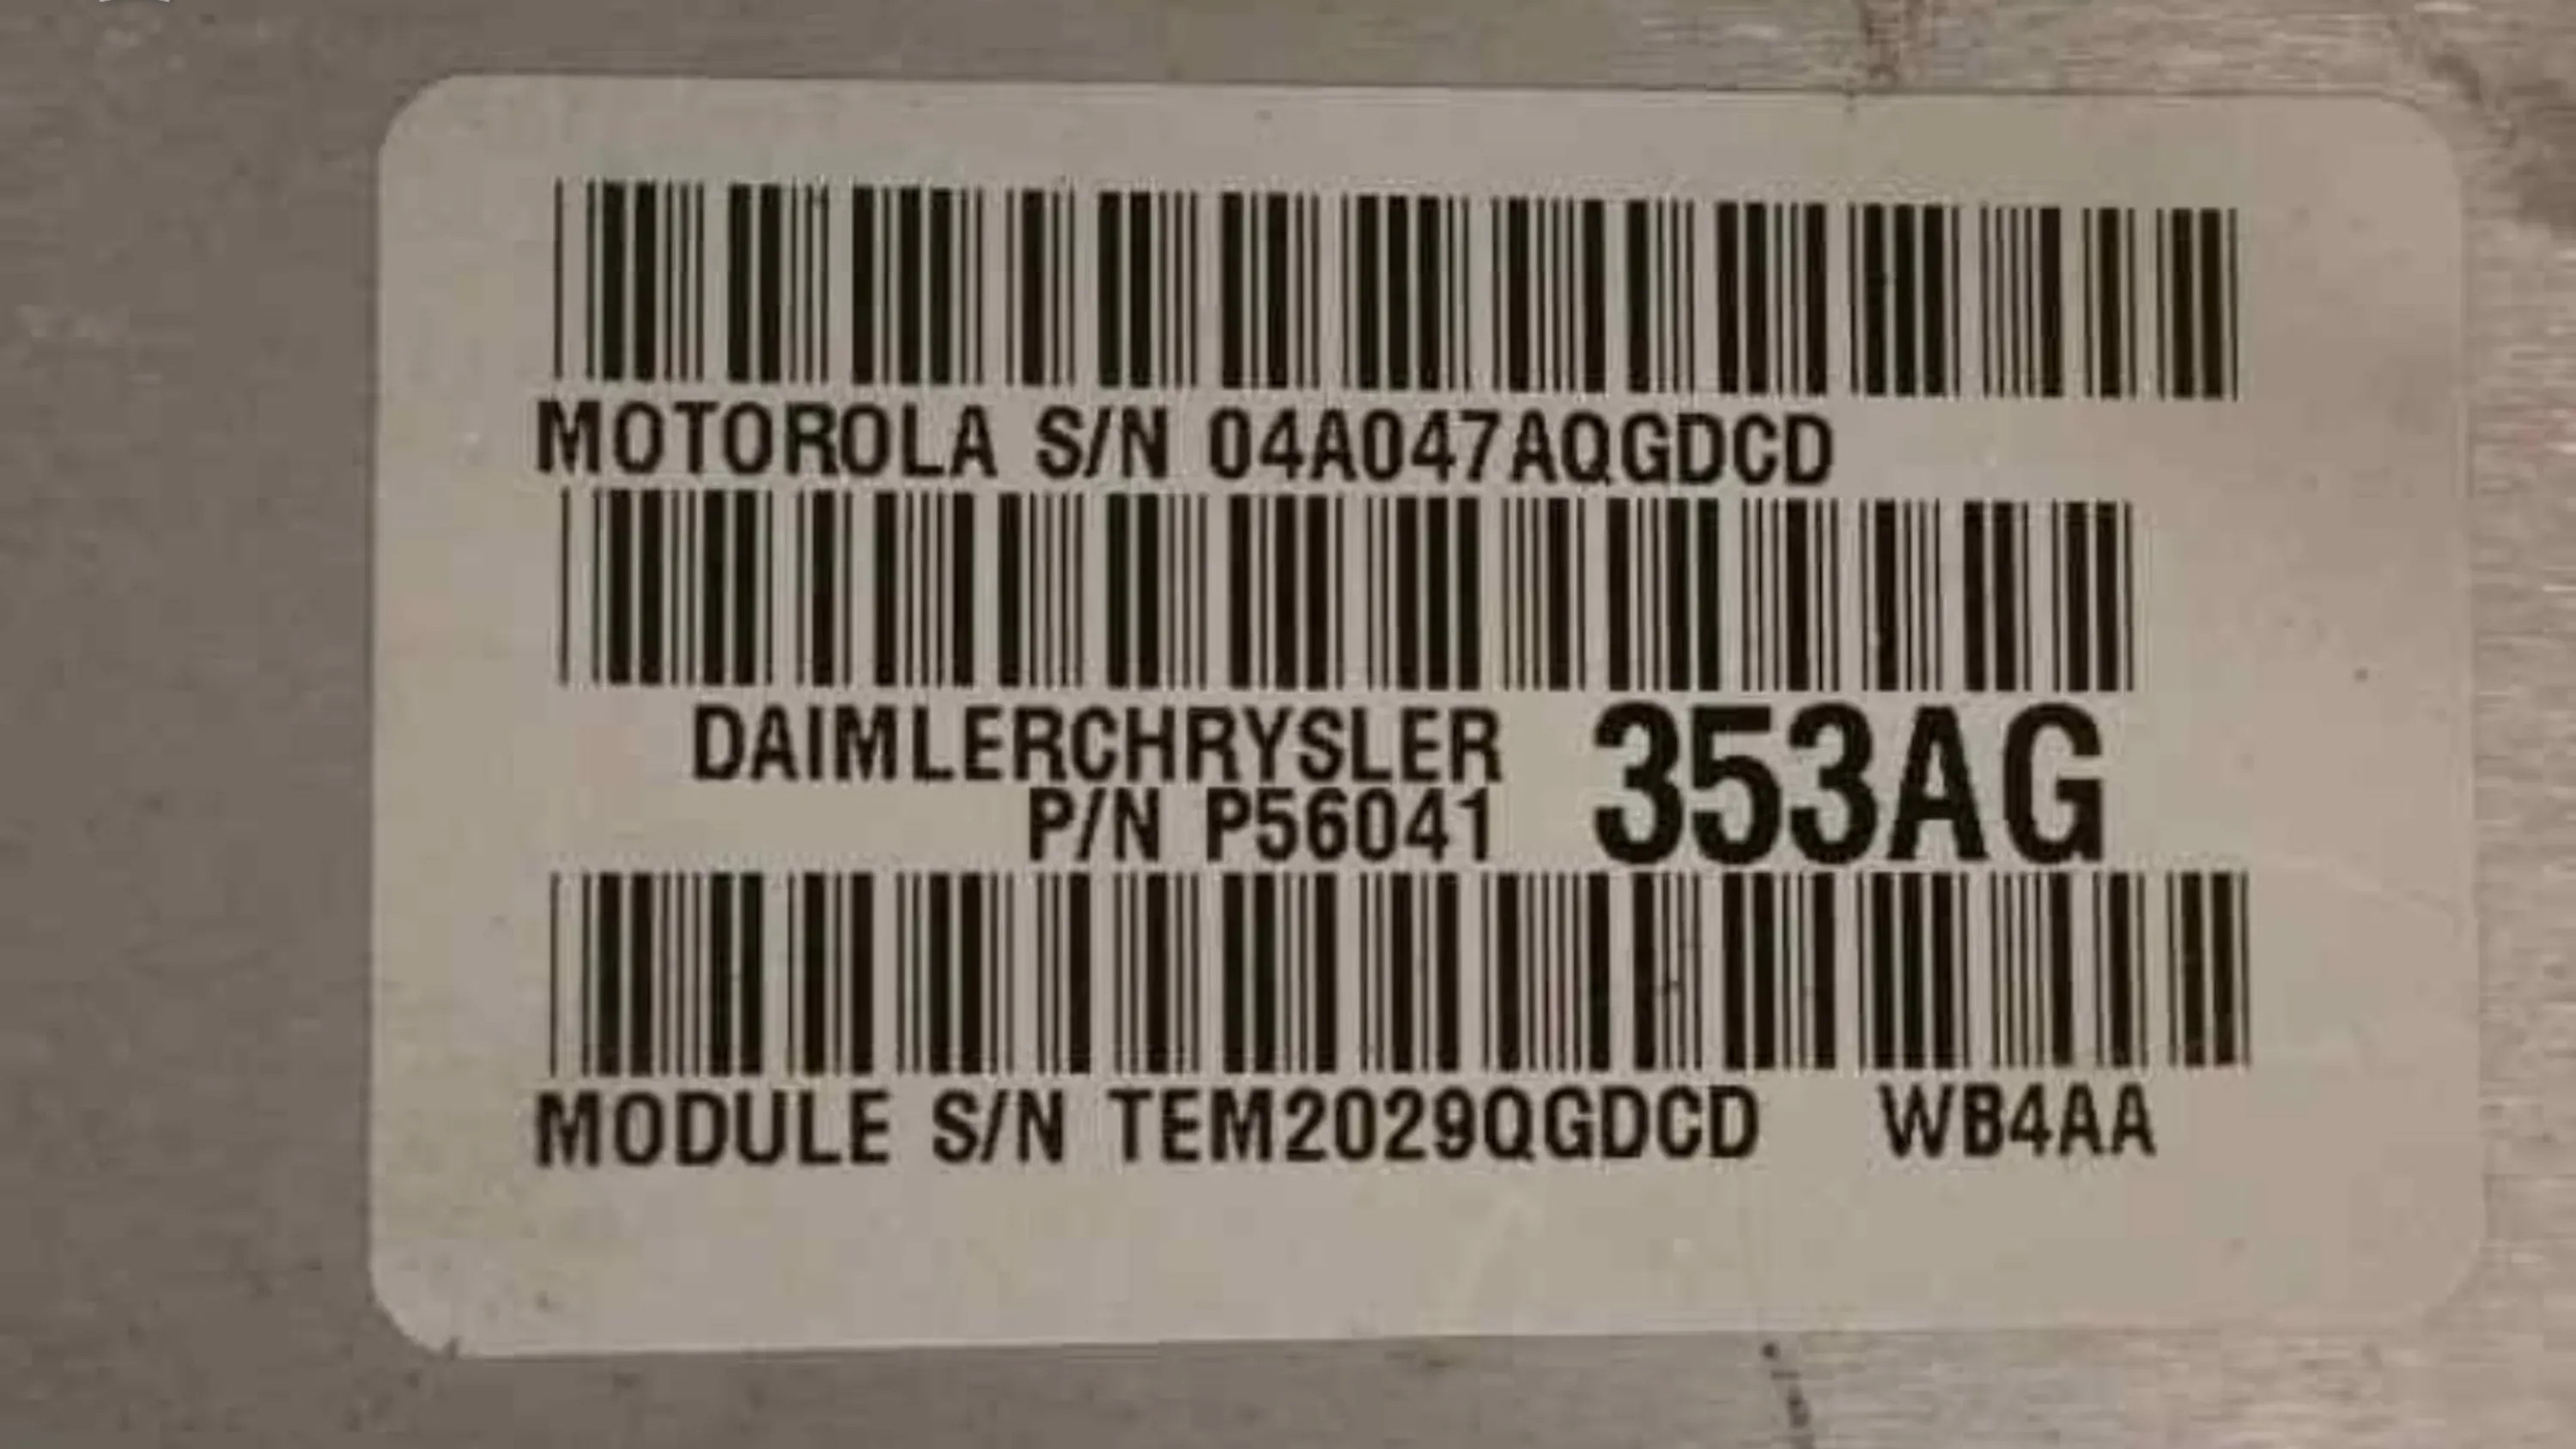 MOTOROLA S/N 04A047AQGDCD
DAIMLERCHRYSLER 353AG
P/N P56041
MODULE S/N TEM2029QGDCD WB4AA